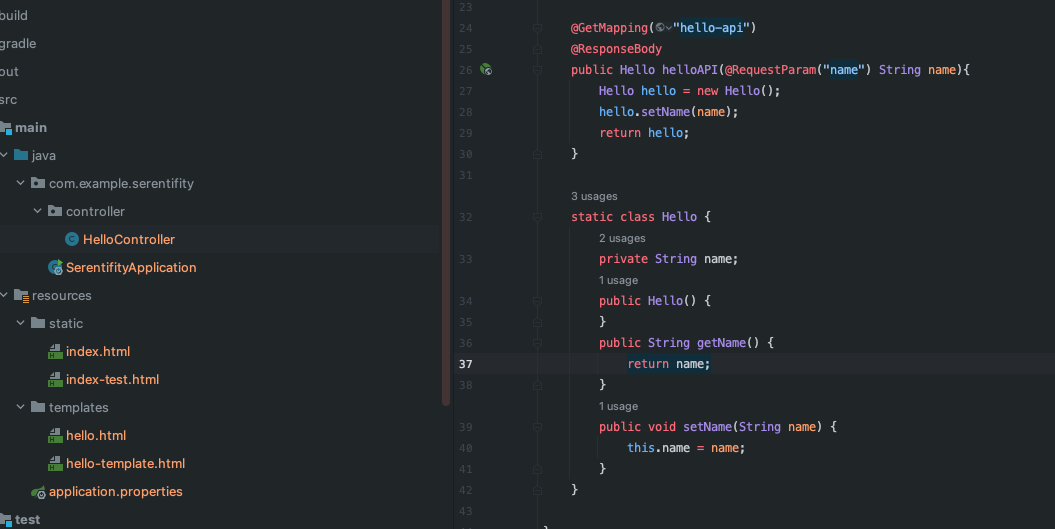 build
gradle
out
src
main
java
com.example.serentifity
controller
HelloController
SerentifityApplication
resources
static
index.html
index-test.html
templates
hello.html
hello-template.html
application.properties
test
23
24 @GetMapping("hello-api")
25 @ResponseBody
26 public Hello helloAPI(@RequestParam("name") String name){
27 Hello hello = new Hello();
28 hello.setName(name);
29 return hello;
30 }
31
3 usages
32 static class Hello {
2 usages
33 private String name;
1 usage
34 public Hello() {
35 }
36 public String getName() {
37 return name;
38 }
1 usage
39 public void setName(String name) {
40 this.name = name;
41 }
42 }
43